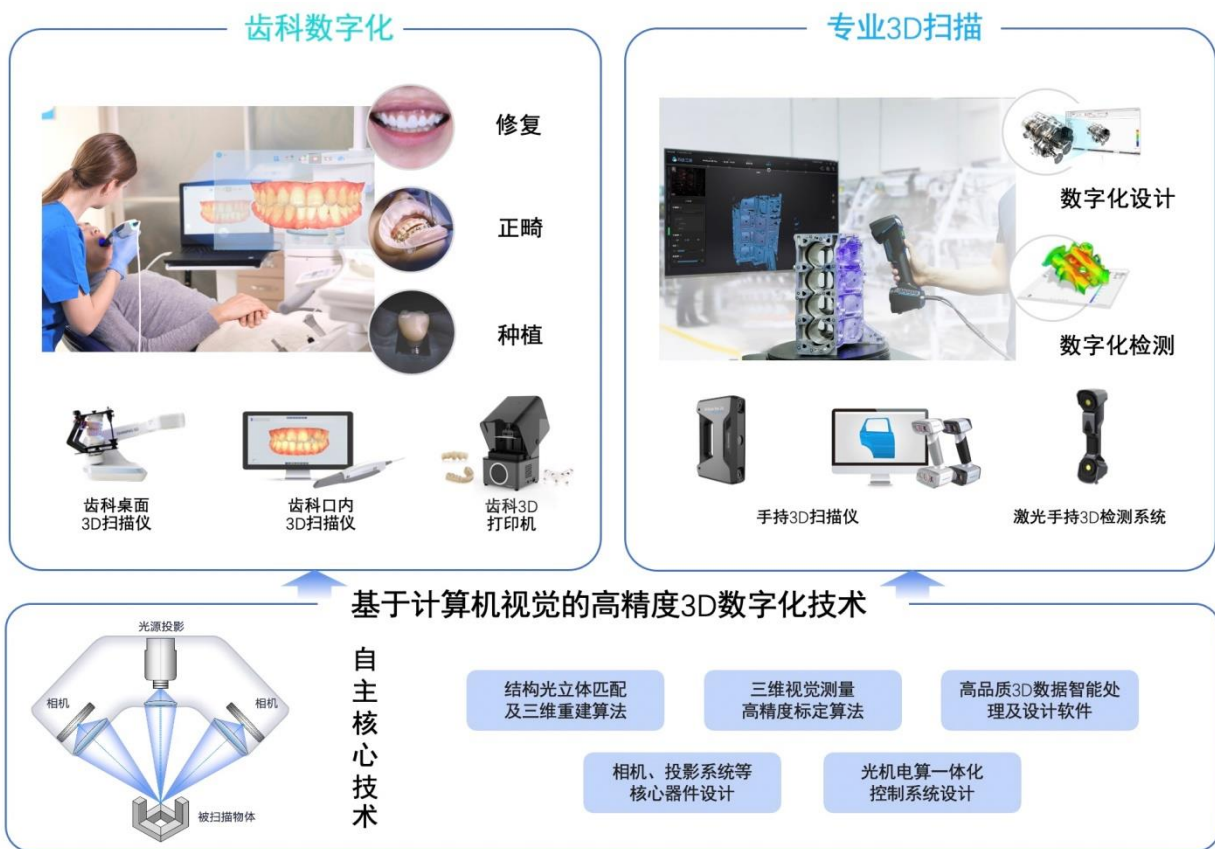 齿科数字化
修复
正畸
种植
齿科桌面
3D扫描仪
齿科口内
3D扫描仪
齿科3D
打印机
专业3D扫描
数字化设计
数字化检测
手持3D扫描仪
激光手持3D检测系统
基于计算机视觉的高精度3D数字化技术
光源投影
相机
相机
被扫描物体
自主核心技术
结构光立体匹配
及三维重建算法
三维视觉测量
高精度标定算法
高品质3D数据智能处
理及设计软件
相机、投影系统等
核心器件设计
光机电算一体化
控制系统设计